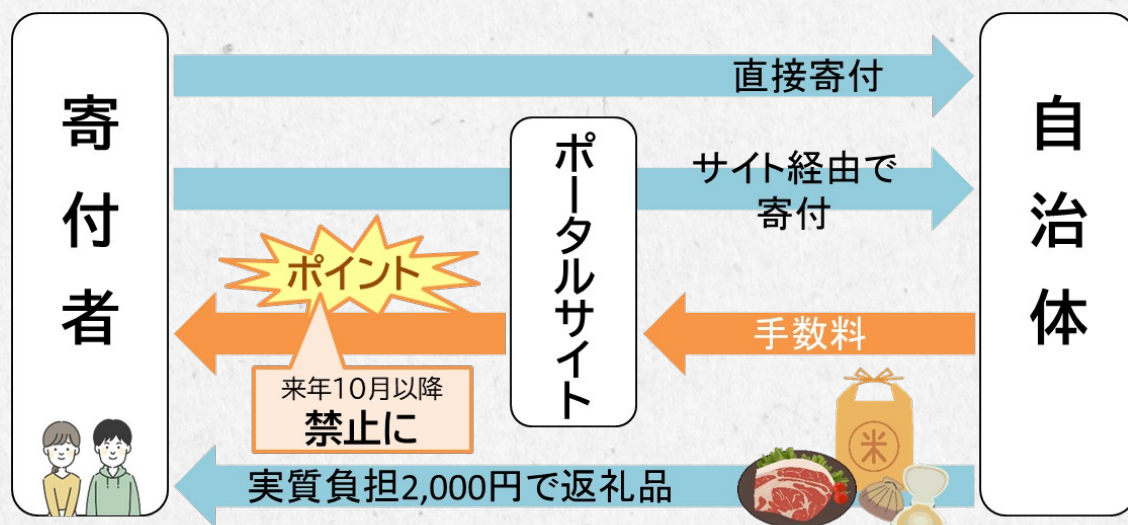 寄付者
直接寄付
サイト経由で
寄付
ポータルサイト
自治体
ポイント
来年10月以降
禁止に
手数料
米
実質負担2,000円で返礼品